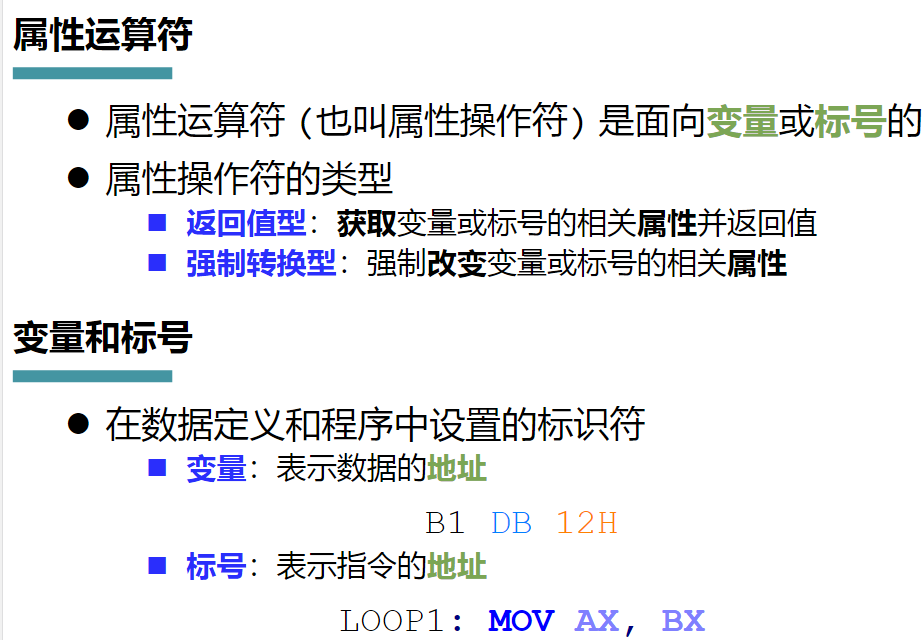 属性运算符
● 属性运算符(也叫属性操作符)是面向变量或标号的
● 属性操作符的类型
■ 返回值型：获取变量或标号的相关属性并返回值
■ 强制转换型：强制改变变量或标号的相关属性
变量和标号
● 在数据定义和程序中设置的标识符
■ 变量：表示数据的地址
B1 DB 12H
■ 标号：表示指令的地址
LOOP1: MOV AX, BX